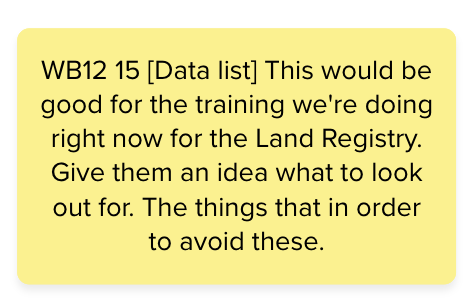 WB12 15 [Data list] This would be
good for the training we're doing
right now for the Land Registry.
Give them an idea what to look
out for. The things that in order
to avoid these.